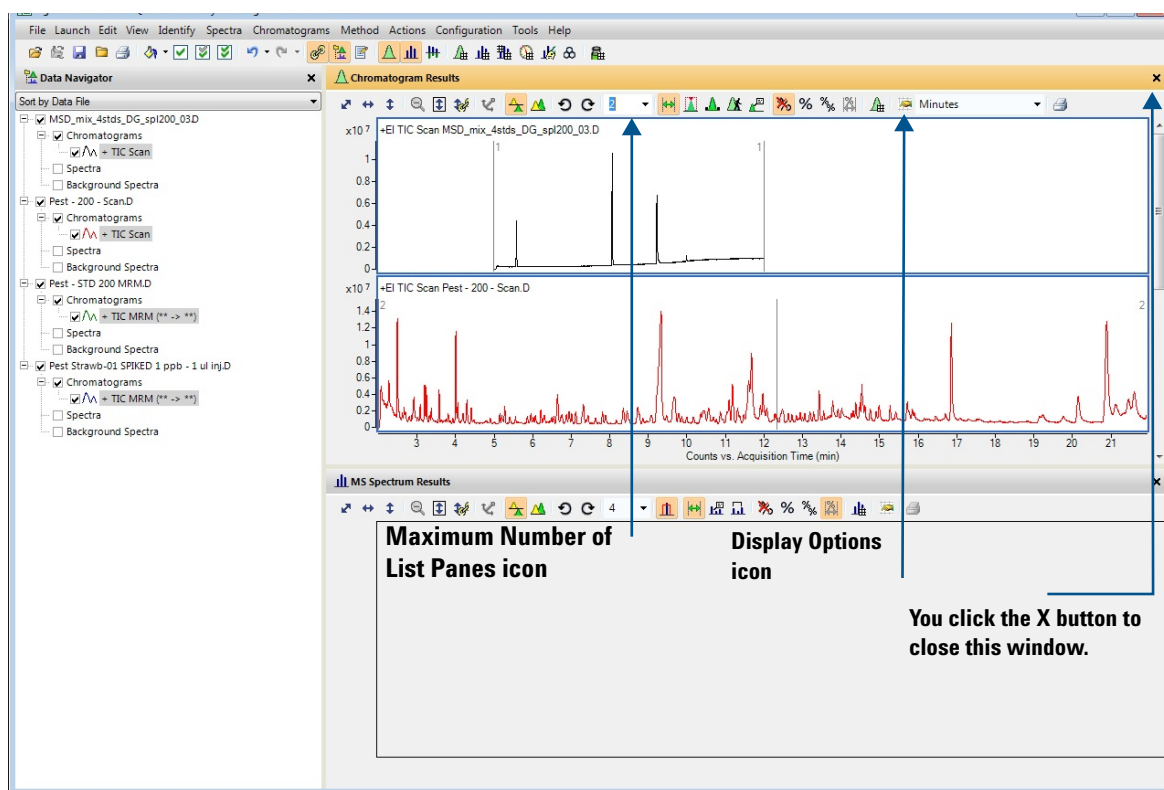 File Launch Edit View Identify Spectra Chromatograms Method Actions Configuration Tools Help
Data Navigator
Sort by Data File
MSD_mix_4stds_DG_spl200_03.D
Chromatograms
+ TIC Scan
Spectra
Background Spectra
Pest - 200 - Scan.D
Chromatograms
+ TIC Scan
Spectra
Background Spectra
Pest - STD 200 MRM.D
Chromatograms
+ TIC MRM (** -> **)
Spectra
Background Spectra
Pest Strawb-01 SPIKED 1 ppb - 1 ul inj.D
Chromatograms
+ TIC MRM (** -> **)
Spectra
Background Spectra
Chromatogram Results
2 Minutes
x10 7 +EI TIC Scan MSD_mix_4stds_DG_spl200_03.D
1 1
1
0.8
0.6
0.4
0.2
0
x10 7 +EI TIC Scan Pest - 200 - Scan.D
2 2
1.4
1.2
1
0.8
0.6
0.4
0.2
0
3 4 5 6 7 8 9 10 11 12 13 14 15 16 17 18 19 20 21
Counts vs. Acquisition Time (min)
MS Spectrum Results
4
Maximum Number of
List Panes icon
Display Options
icon
You click the X button to
close this window.